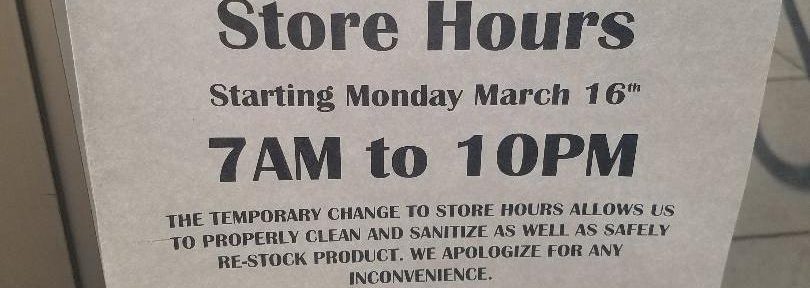 Store Hours
Starting Monday March 16th
7AM to 10PM
THE TEMPORARY CHANGE TO STORE HOURS ALLOWS US
TO PROPERLY CLEAN AND SANITIZE AS WELL AS SAFELY
RE-STOCK PRODUCT. WE APOLOGIZE FOR ANY
INCONVENIENCE.